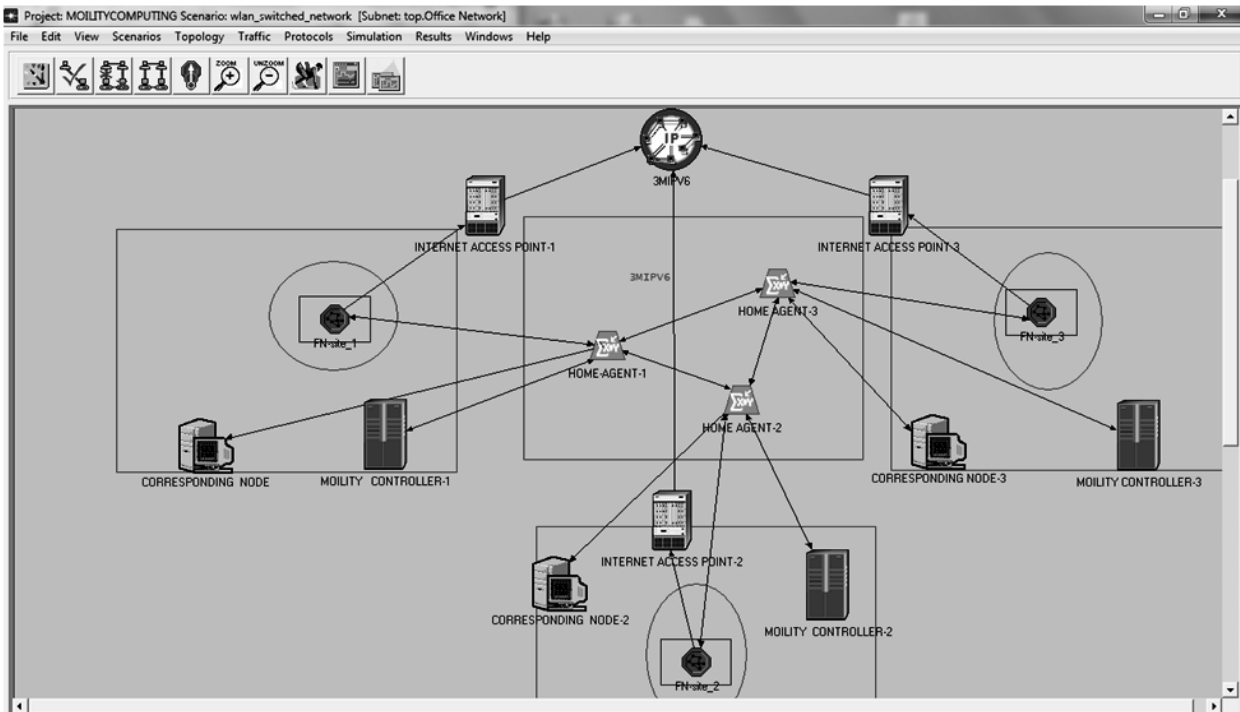 Project: MOILITYCOMPUTING Scenario: wlan_switched_network [Subnet: top.Office Network]
File Edit View Scenarios Topology Traffic Protocols Simulation Results Windows Help
ZOOM UNZOOM
IP
3MIPV6
INTERNET ACCESS POINT-1
INTERNET ACCESS POINT-3
3MIPV6
HOME AGENT-3
FN-site_1
FN-site_3
HOME-AGENT-1
HOME AGENT-2
CORRESPONDING NODE
MOILITY CONTROLLER-1
CORRESPONDING NODE-3
MOILITY CONTROLLER-3
INTERNET ACCESS POINT-2
CORRESPONDING NODE-2
MOILITY CONTROLLER-2
FN-site_2